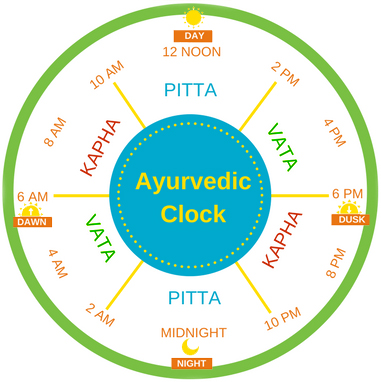 DAY
12 NOON
PITTA
2 PM
VATA
4 PM
6 PM
DUSK
KAPHA
8 PM
10 PM
PITTA
MIDNIGHT
NIGHT
2 AM
VATA
4 AM
6 AM
DAWN
8 AM
KAPHA
10 AM
Ayurvedic
Clock